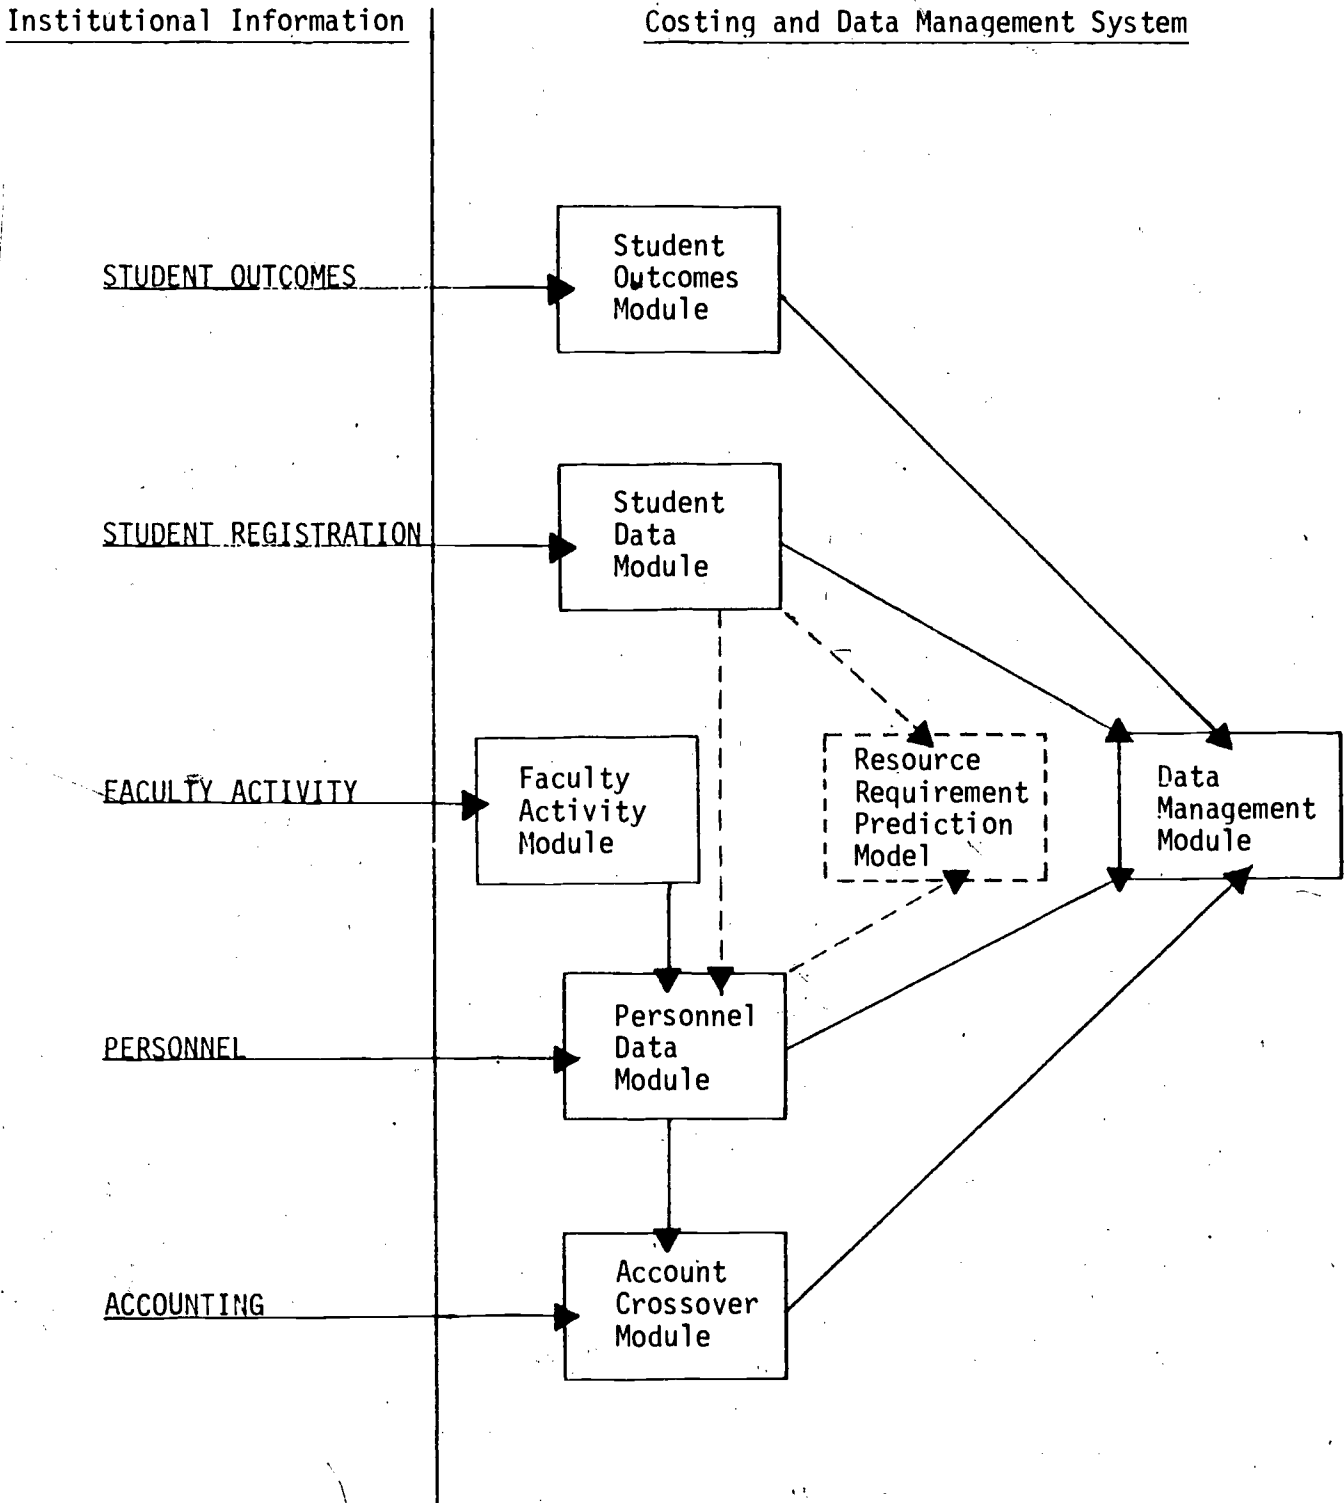 Institutional Information
Costing and Data Management System
STUDENT OUTCOMES
Student
Outcomes
Module
STUDENT REGISTRATION
Student
Data
Module
FACULTY ACTIVITY
Faculty
Activity
Module
Resource
Requirement
Prediction
Model
Data
Management
Module
PERSONNEL
Personnel
Data
Module
ACCOUNTING
Account
Crossover
Module